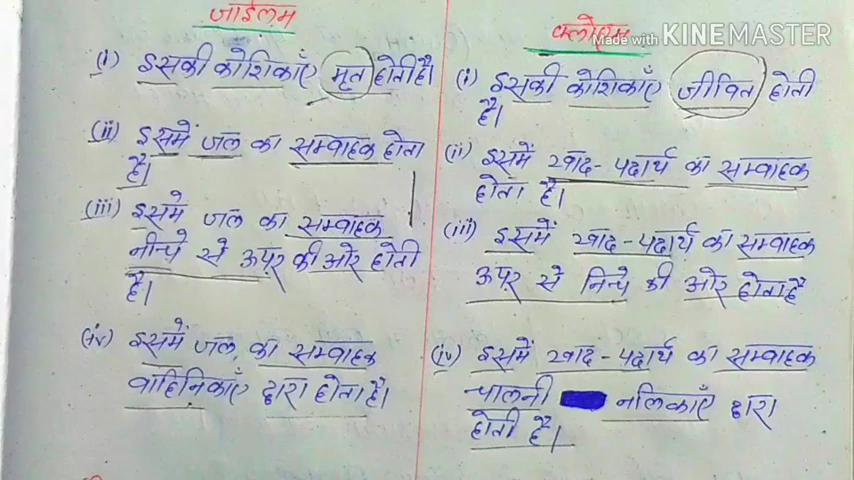 जाईलम
(i) इसकी कोशिकाएँ मृत होती है।
(ii) इसमें जल का सम्वाहक होता
है।
(iii) इसमे जल का सम्वाहक
नीन्चे से ऊपर की ओर होती
है।
(iv) इसमें जल, का सम्वाहक
वाहिनिकाएँ द्वारा होता है।
क्लोएम
Made with KINEMASTER
(i) इसकी कोशिकाएँ जीवित होती
है।
(ii) इसमें खाद-पदार्थ का सम्वाहक
होता है।
(iii) इसमें खाद-पदार्थ का सम्वाहक
ऊपर से निन्चे की ओर होता है
(iv) इसमें खाद-पदार्थ का सम्वाहक
चालनी नलिकाएँ द्वारा
होती है।